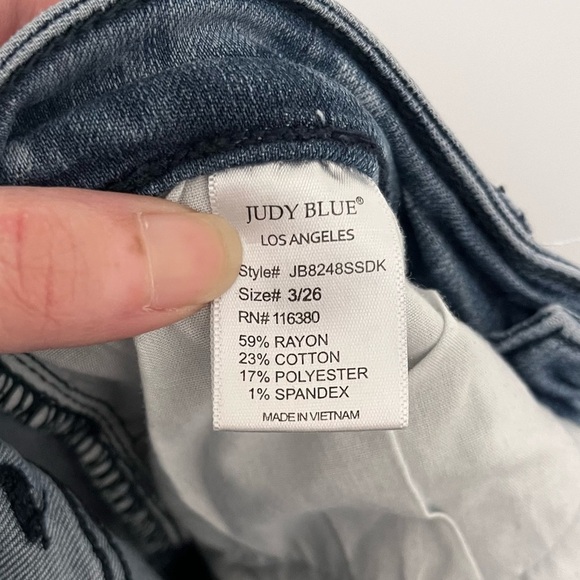 JUDY BLUE®
LOS ANGELES
Style# JB8248SSDK
Size# 3/26
RN# 116380
59% RAYON
23% COTTON
17% POLYESTER
1% SPANDEX
MADE IN VIETNAM